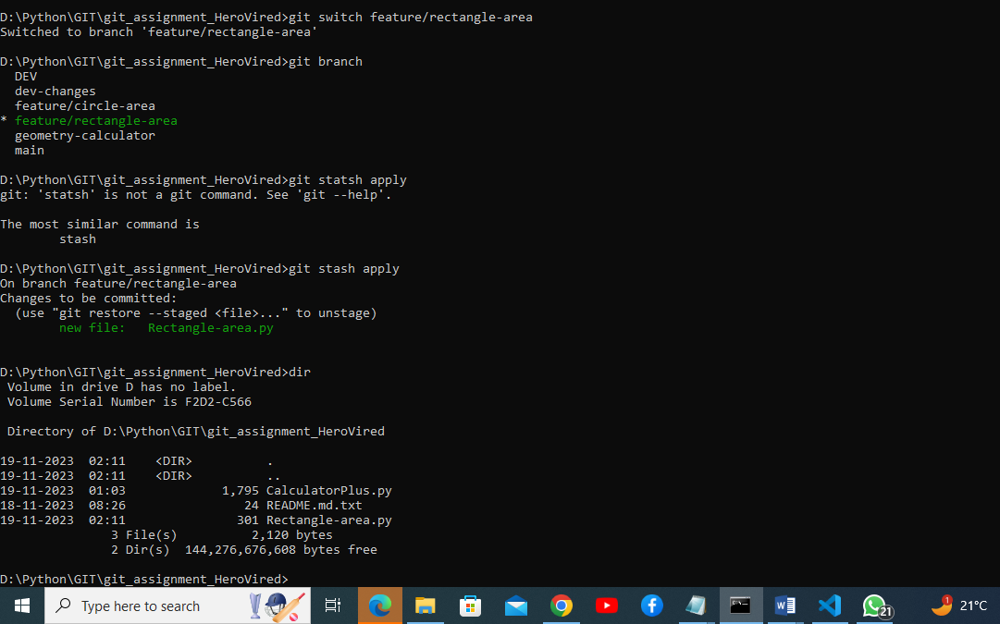 D:\Python\GIT\git_assignment_HeroVired>git switch feature/rectangle-area
Switched to branch 'feature/rectangle-area'
D:\Python\GIT\git_assignment_HeroVired>git branch
  DEV
  dev-changes
  feature/circle-area
* feature/rectangle-area
  geometry-calculator
  main
D:\Python\GIT\git_assignment_HeroVired>git statsh apply
git: 'statsh' is not a git command. See 'git --help'.
The most similar command is
        stash
D:\Python\GIT\git_assignment_HeroVired>git stash apply
On branch feature/rectangle-area
Changes to be committed:
  (use "git restore --staged <file>..." to unstage)
        new file:   Rectangle-area.py
D:\Python\GIT\git_assignment_HeroVired>dir
 Volume in drive D has no label.
 Volume Serial Number is F2D2-C566
 Directory of D:\Python\GIT\git_assignment_HeroVired
19-11-2023  02:11    <DIR>          .
19-11-2023  02:11    <DIR>          ..
19-11-2023  01:03             1,795 CalculatorPlus.py
18-11-2023  08:26                24 README.md.txt
19-11-2023  02:11               301 Rectangle-area.py
               3 File(s)          2,120 bytes
               2 Dir(s)  144,276,676,608 bytes free
D:\Python\GIT\git_assignment_HeroVired>
Type here to search
21
1
21°C